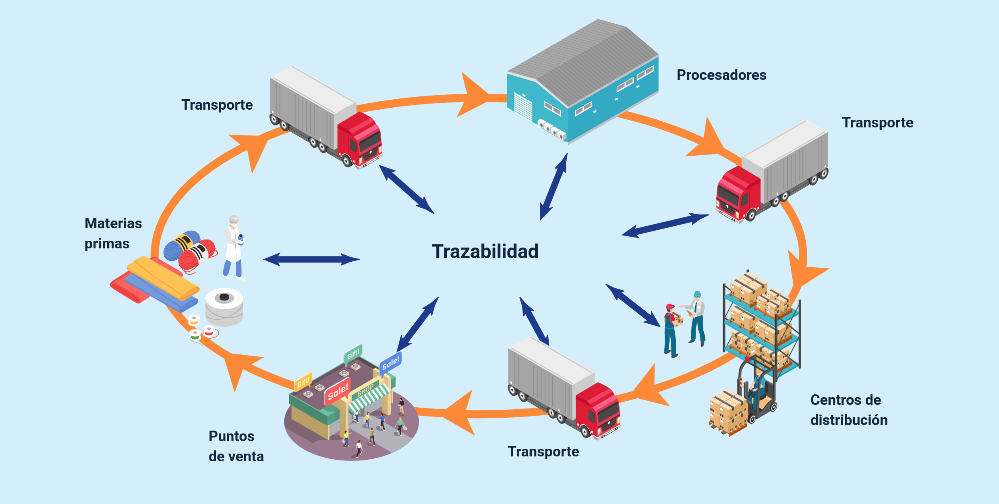 Procesadores
Transporte
Transporte
Materias
primas
Trazabilidad
Gift!
Sale!
Gift!
Sale!
SHOP
Centros de
distribución
Puntos
de venta
Transporte